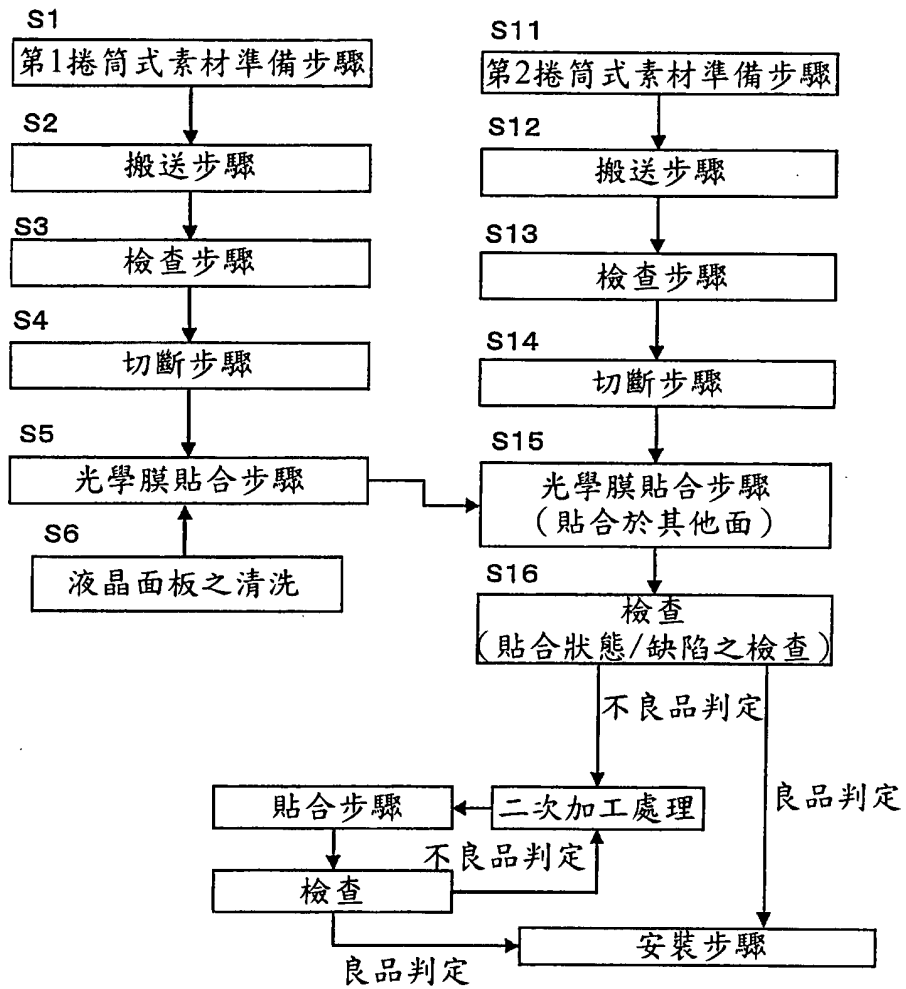 S1
第1捲筒式素材準備步驟
S2
搬送步驟
S3
檢查步驟
S4
切斷步驟
S5
光學膜貼合步驟
S6
液晶面板之清洗
S11
第2捲筒式素材準備步驟
S12
搬送步驟
S13
檢查步驟
S14
切斷步驟
S15
光學膜貼合步驟
(貼合於其他面)
S16
檢查
(貼合狀態/缺陷之檢查)
不良品判定
良品判定
二次加工處理
貼合步驟
不良品判定
檢查
良品判定
安裝步驟